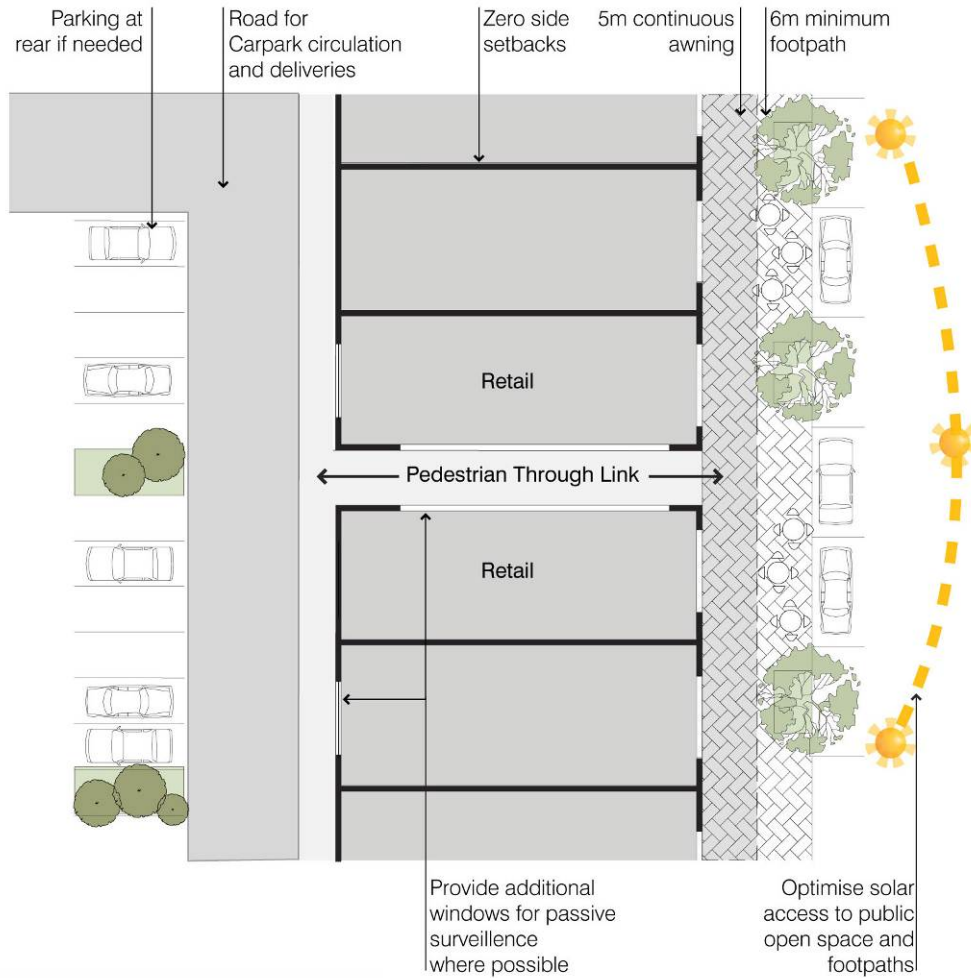 Parking at
rear if needed
Road for
Carpark circulation
and deliveries
Zero side
setbacks
5m continuous
awning
6m minimum
footpath
Retail
Pedestrian Through Link
Retail
Provide additional
windows for passive
surveillence
where possible
Optimise solar
access to public
open space and
footpaths